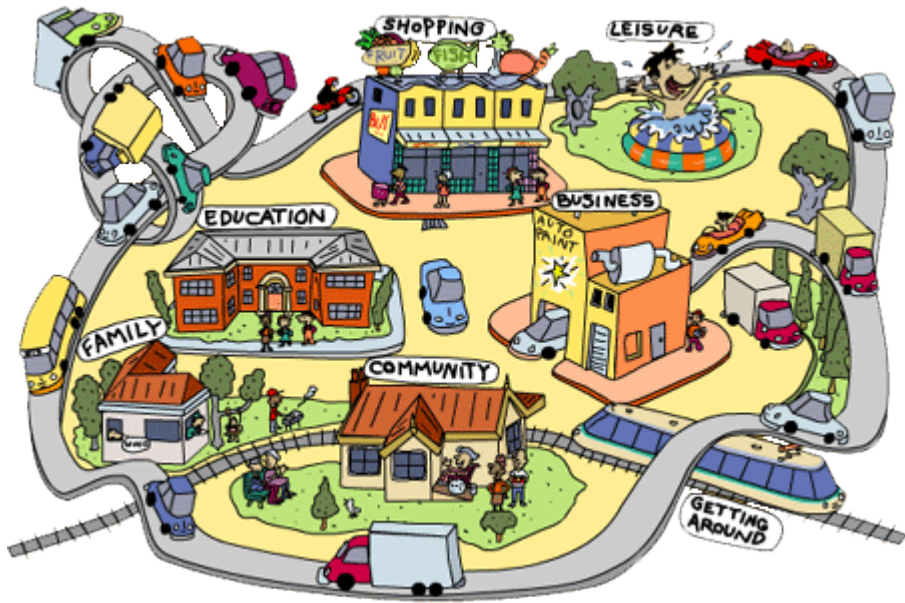 SHOPPING
LEISURE
FRUIT
FISH
BUY
EDUCATION
BUSINESS
AUTO
PAINT
FAMILY
COMMUNITY
GETTING
AROUND